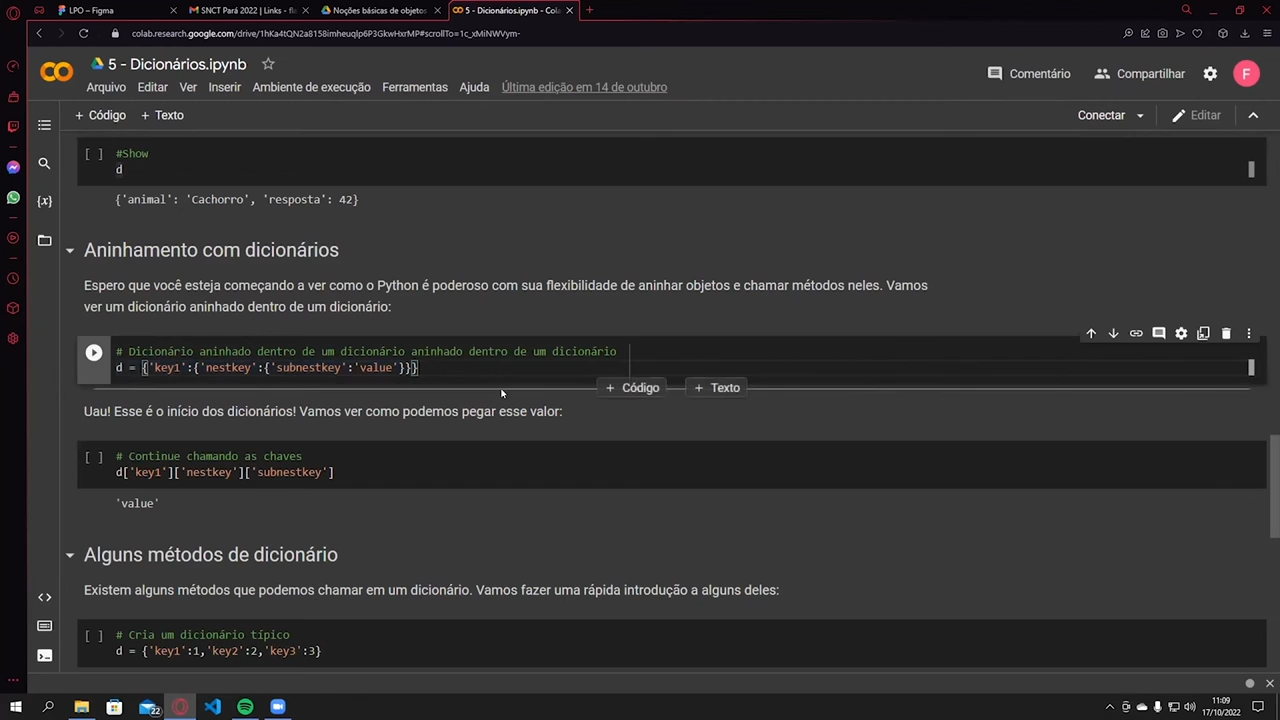 LPO – Figma
SNCT Pará 2022 | Links - fl
Noções básicas de objetos
5 - Dicionários.ipynb - Cola
colab.research.google.com/drive/1hKa4tQN2a8158imheuqlp6P3GkwHxrMP#scrollTo=1c_xMiNWVym-
5 - Dicionários.ipynb
Comentário
Compartilhar
F
Arquivo Editar Ver Inserir Ambiente de execução Ferramentas Ajuda Última edição em 14 de outubro
+ Código + Texto
Conectar
Editar
[ ] #Show
d
{'animal': 'Cachorro', 'resposta': 42}
Aninhamento com dicionários
Espero que você esteja começando a ver como o Python é poderoso com sua flexibilidade de aninhar objetos e chamar métodos neles. Vamos
ver um dicionário aninhado dentro de um dicionário:
# Dicionário aninhado dentro de um dicionário aninhado dentro de um dicionário
d = {'key1':{'nestkey':{'subnestkey':'value'}}}
+ Código + Texto
Uau! Esse é o início dos dicionários! Vamos ver como podemos pegar esse valor:
[ ] # Continue chamando as chaves
d['key1']['nestkey']['subnestkey']
'value'
Alguns métodos de dicionário
Existem alguns métodos que podemos chamar em um dicionário. Vamos fazer uma rápida introdução a alguns deles:
[ ] # Cria um dicionário típico
d = {'key1':1,'key2':2,'key3':3}
22
11:09
17/10/2022